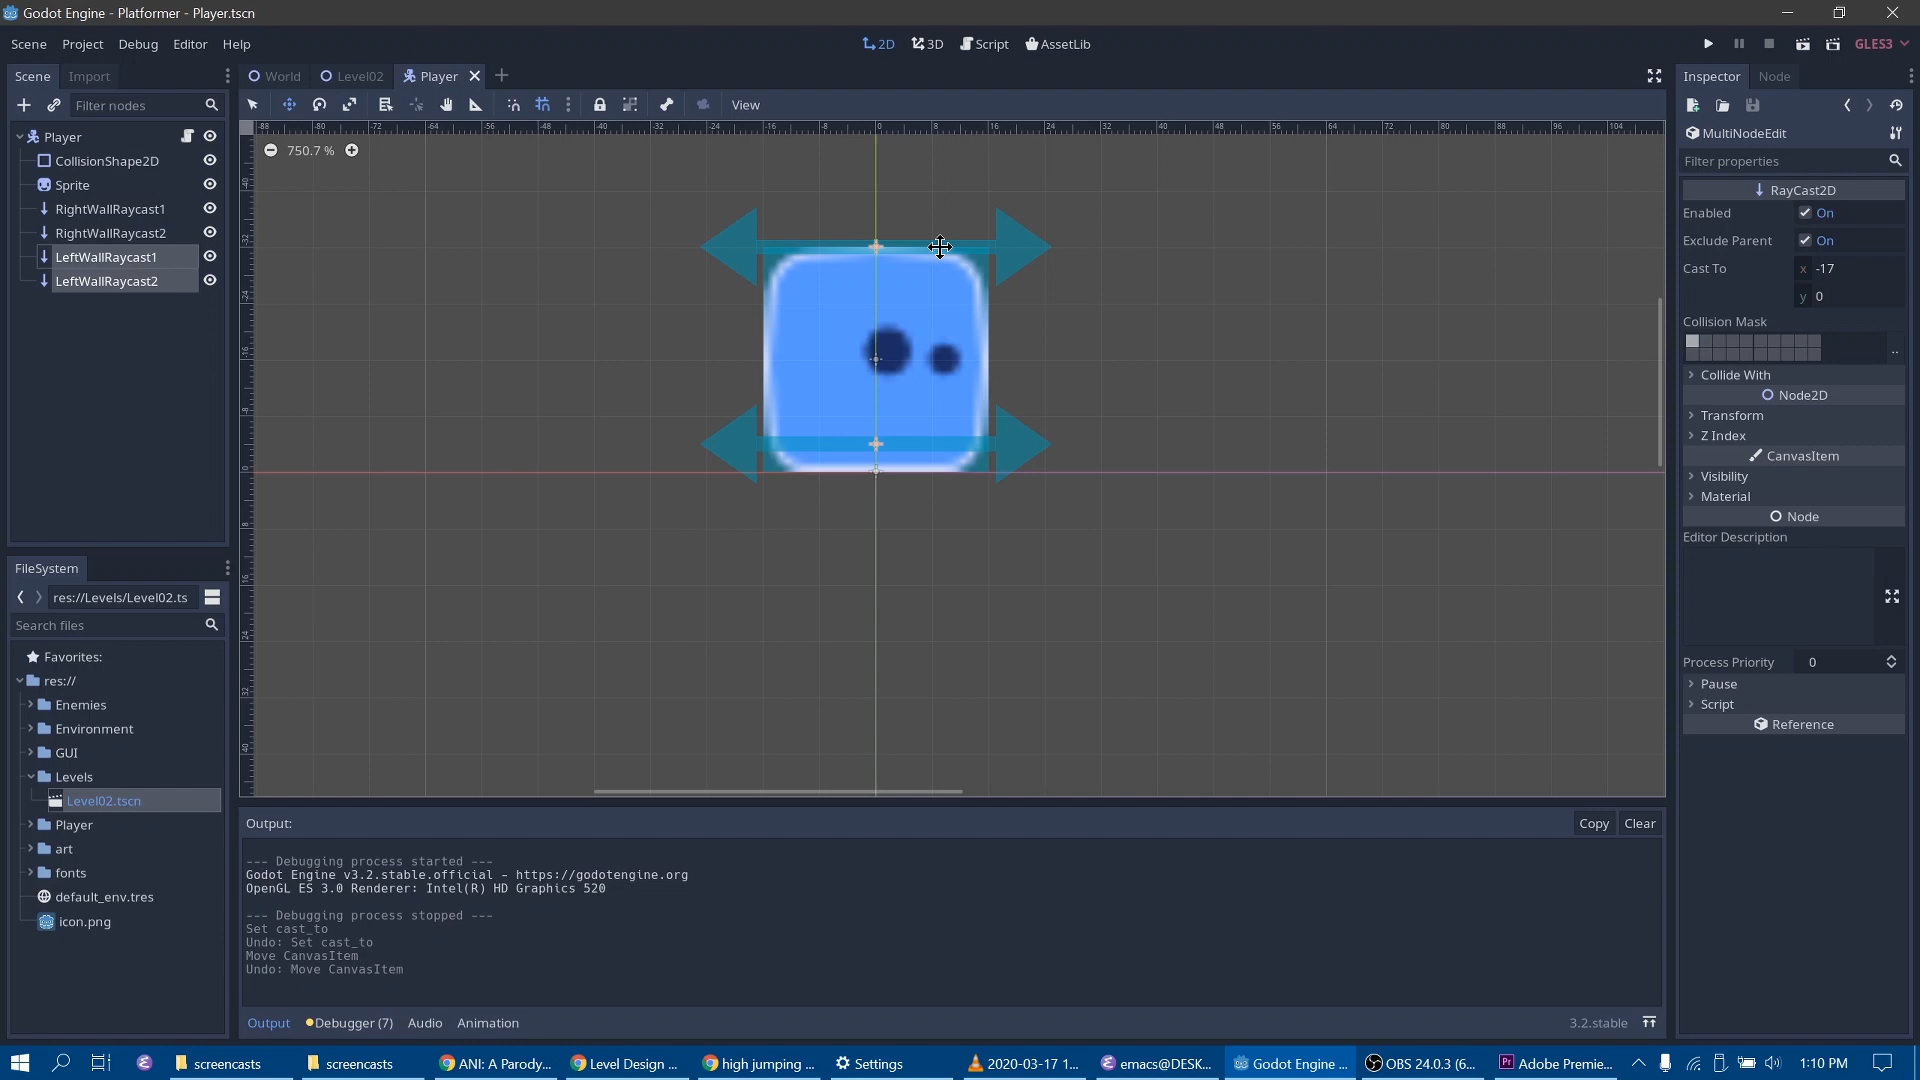 Godot Engine - Platformer - Player.tscn
Scene Project Debug Editor Help
2D 3D Script AssetLib
GLES3
Scene Import
World Level02 Player
Inspector Node
Filter nodes
View
Player
CollisionShape2D
Sprite
RightWallRaycast1
RightWallRaycast2
LeftWallRaycast1
LeftWallRaycast2
750.7 %
MultiNodeEdit
Filter properties
RayCast2D
Enabled On
Exclude Parent On
Cast To x -17
y 0
Collision Mask
..
Collide With
Node2D
Transform
Z Index
CanvasItem
Visibility
Material
Node
Editor Description
Process Priority 0
Pause
Script
Reference
FileSystem
res://Levels/Level02.ts
Search files
Favorites:
res://
Enemies
Environment
GUI
Levels
Level02.tscn
Player
art
fonts
default_env.tres
icon.png
Output:
Copy Clear
--- Debugging process started ---
Godot Engine v3.2.stable.official - https://godotengine.org
OpenGL ES 3.0 Renderer: Intel(R) HD Graphics 520
--- Debugging process stopped ---
Set cast_to
Undo: Set cast_to
Move CanvasItem
Undo: Move CanvasItem
Output Debugger (7) Audio Animation
3.2.stable
screencasts screencasts ANI: A Parody... Level Design ... high jumping ... Settings 2020-03-17 1... emacs@DESK... Godot Engine ... OBS 24.0.3 (6... Adobe Premie... 1:10 PM